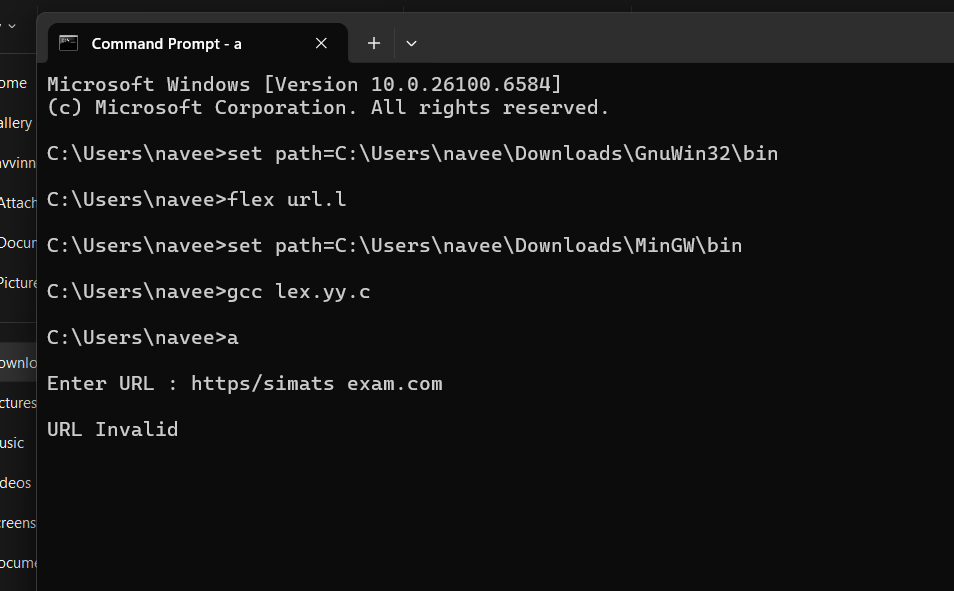 Command Prompt - a
Microsoft Windows [Version 10.0.26100.6584]
(c) Microsoft Corporation. All rights reserved.
C:\Users\navee>set path=C:\Users\navee\Downloads\GnuWin32\bin
C:\Users\navee>flex url.l
C:\Users\navee>set path=C:\Users\navee\Downloads\MinGW\bin
C:\Users\navee>gcc lex.yy.c
C:\Users\navee>a
Enter URL : https/simats exam.com
URL Invalid
ome
allery
avvinn
Attach
Docum
Picture
ownlo
ctures
usic
deos
creens
ocume